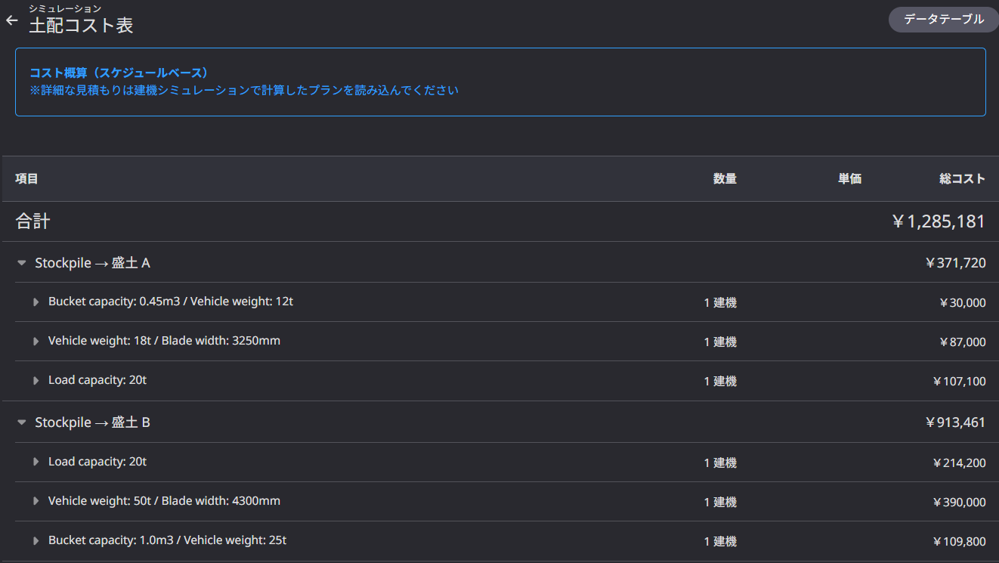 シミュレーション
土配コスト表
データテーブル
コスト概算（スケジュールベース）
※詳細な見積もりは建機シミュレーションで計算したプランを読み込んでください
項目 数量 単価 総コスト
合計 ￥1,285,181
Stockpile → 盛土 A ￥371,720
Bucket capacity: 0.45m3 / Vehicle weight: 12t 1 建機 ￥30,000
Vehicle weight: 18t / Blade width: 3250mm 1 建機 ￥87,000
Load capacity: 20t 1 建機 ￥107,100
Stockpile → 盛土 B ￥913,461
Load capacity: 20t 1 建機 ￥214,200
Vehicle weight: 50t / Blade width: 4300mm 1 建機 ￥390,000
Bucket capacity: 1.0m3 / Vehicle weight: 25t 1 建機 ￥109,800